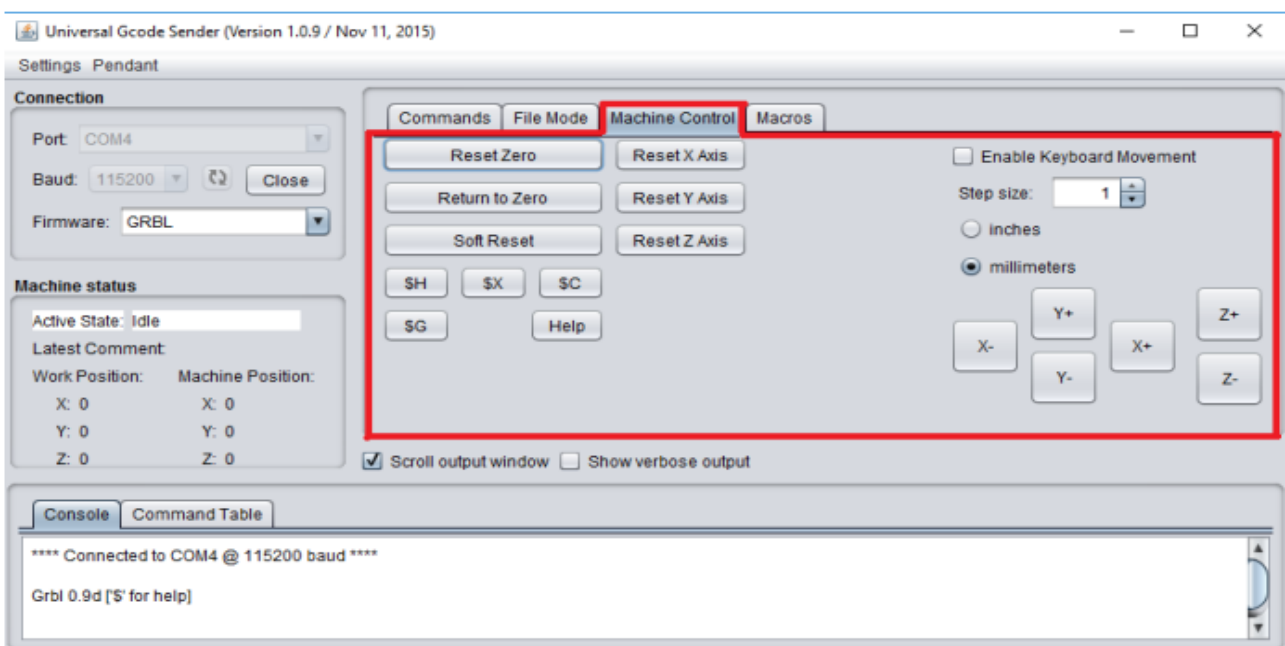 Universal Gcode Sender (Version 1.0.9 / Nov 11, 2015)
Settings Pendant
Connection
Port: COM4
Baud: 115200 Close
Firmware: GRBL
Machine status
Active State: Idle
Latest Comment:
Work Position: Machine Position:
X: 0 X: 0
Y: 0 Y: 0
Z: 0 Z: 0
Commands File Mode Machine Control Macros
Reset Zero Reset X Axis
Return to Zero Reset Y Axis
Soft Reset Reset Z Axis
$H $X $C
$G Help
Enable Keyboard Movement
Step size: 1
inches
millimeters
Y+ Z+
X- X+
Y- Z-
Scroll output window Show verbose output
Console Command Table
**** Connected to COM4 @ 115200 baud ****
Grbl 0.9d ['$' for help]